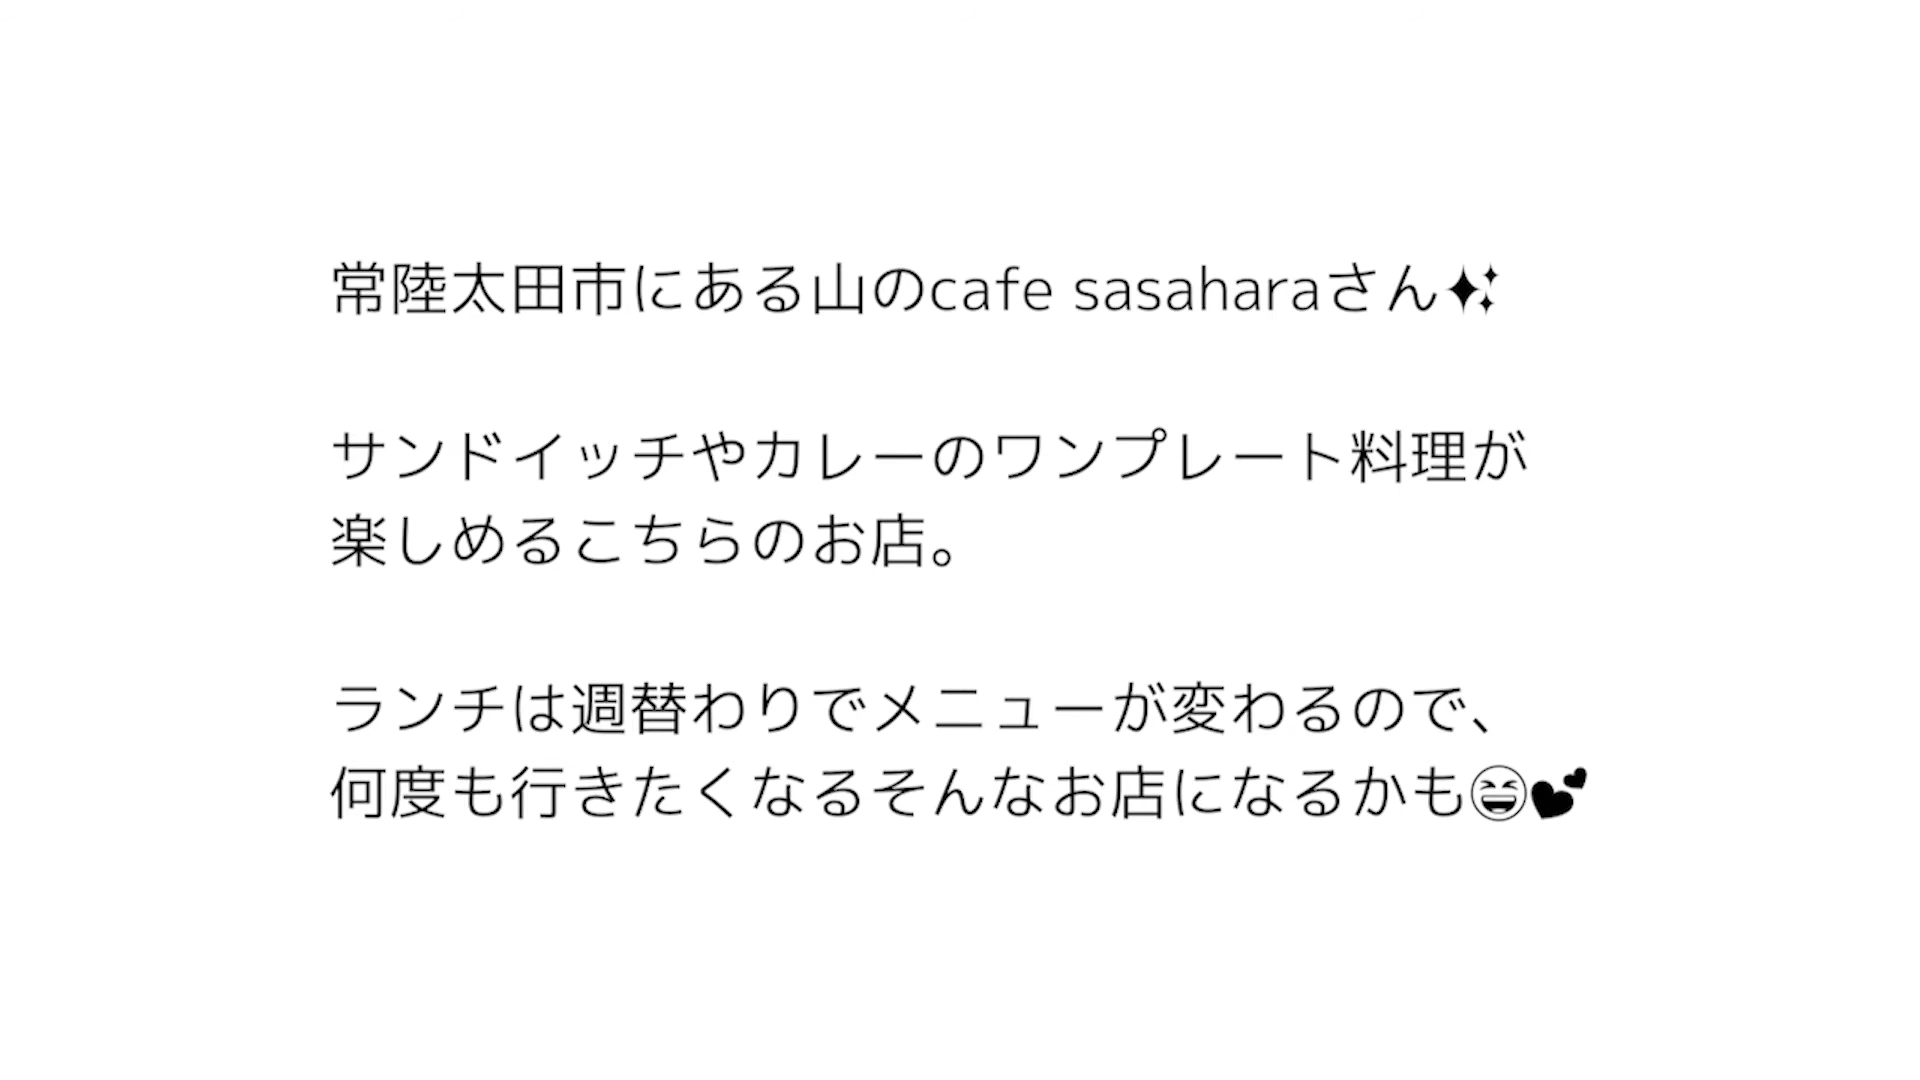 常陸太田市にある山のcafe sasaharaさん✨
サンドイッチやカレーのワンプレート料理が
楽しめるこちらのお店。
ランチは週替わりでメニューが変わるので、
何度も行きたくなるそんなお店になるかも😆💕